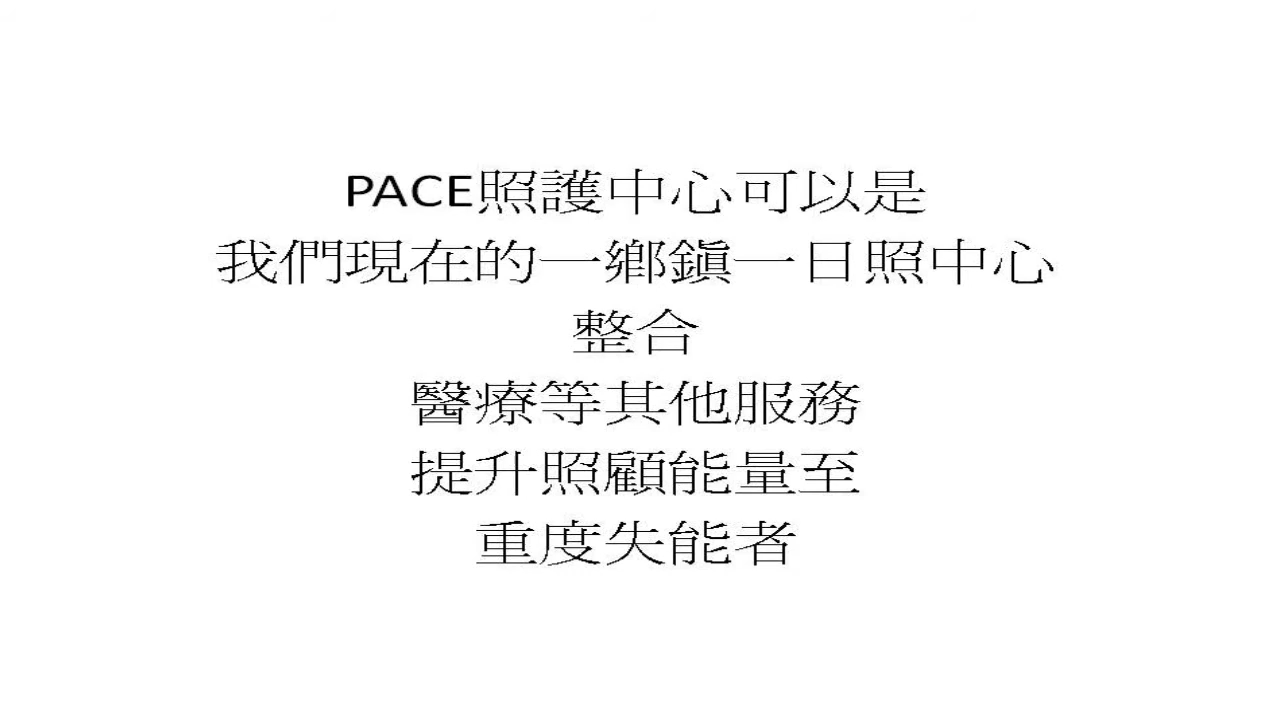 PACE照護中心可以是
我們現在的一鄉鎮一日照中心
整合
醫療等其他服務
提升照顧能量至
重度失能者